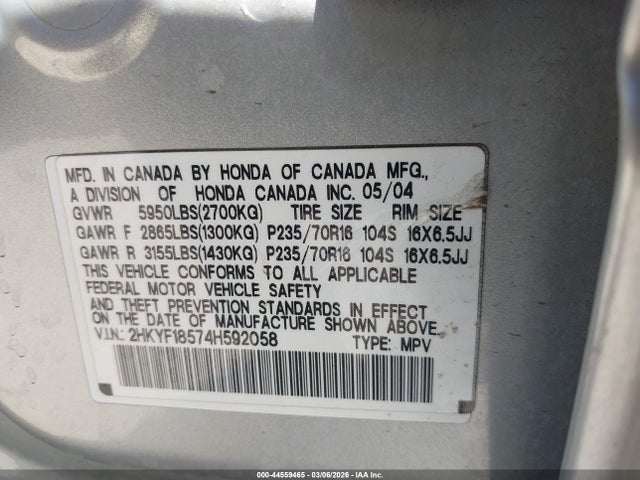 MFD. IN CANADA BY HONDA OF CANADA MFG.,
A DIVISION OF HONDA CANADA INC. 05/04
GVWR 5950LBS(2700KG) TIRE SIZE RIM SIZE
GAWR F 2865LBS(1300KG) P235/70R16 104S 16X6.5JJ
GAWR R 3155LBS(1430KG) P235/70R16 104S 16X6.5JJ
THIS VEHICLE CONFORMS TO ALL APPLICABLE
FEDERAL MOTOR VEHICLE SAFETY
AND THEFT PREVENTION STANDARDS IN EFFECT
ON THE DATE OF MANUFACTURE SHOWN ABOVE.
V.I.N.: 2HKYF18574H592058 TYPE: MPV
000-44559465 - 03/06/2026 - IAA Inc.